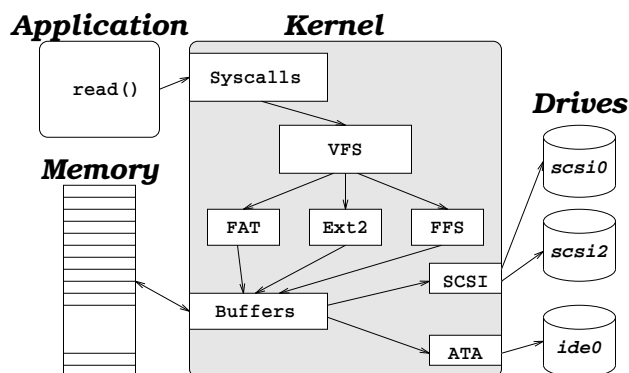 Application
Kernel
read()
Syscalls
Drives
VFS
Memory
scsi0
FAT
Ext2
FFS
scsi2
SCSI
Buffers
ATA
ide0